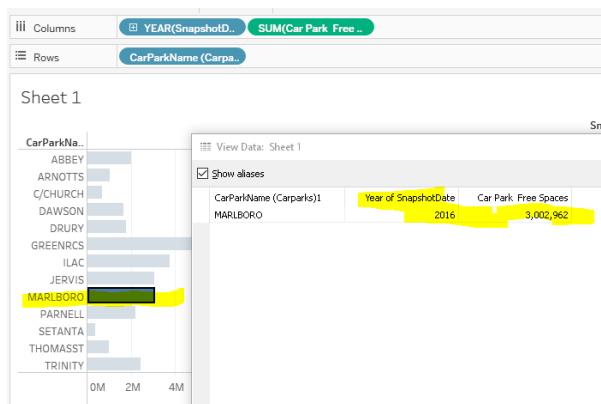 Columns YEAR(SnapshotD.. SUM(Car Park Free ..
Rows CarParkName (Carpa..
Sheet 1
Sn
CarParkNa..
ABBEY
ARNOTTS
C/CHURCH
DAWSON
DRURY
GREENRCS
ILAC
JERVIS
MARLBORO
PARNELL
SETANTA
THOMASST
TRINITY
0M 2M 4M
View Data: Sheet 1
Show aliases
CarParkName (Carparks)1 Year of SnapshotDate Car Park Free Spaces
MARLBORO 2016 3,002,962